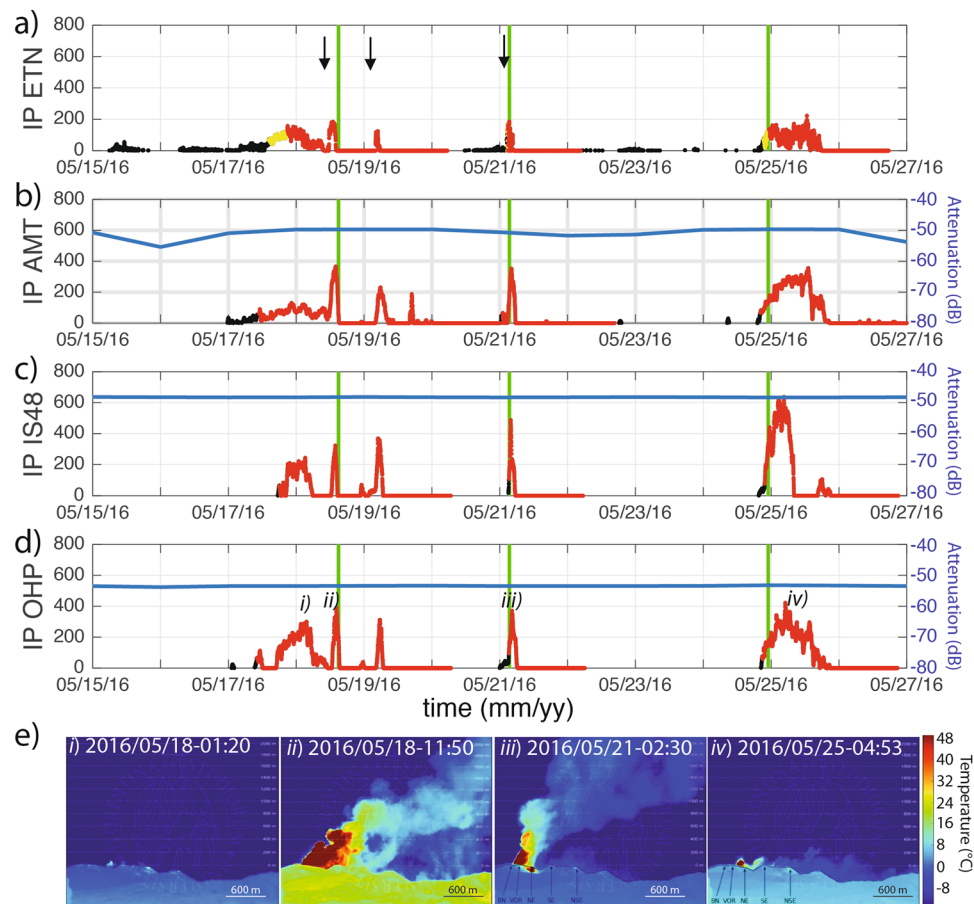 a)
IP ETN
800
600
400
200
0
05/15/16 05/17/16 05/19/16 05/21/16 05/23/16 05/25/16 05/27/16
b)
IP AMT
800
600
400
200
0
-40
-50
-60
-70
-80
Attenuation (dB)
05/15/16 05/17/16 05/19/16 05/21/16 05/23/16 05/25/16 05/27/16
c)
IP IS48
800
600
400
200
0
-40
-50
-60
-70
-80
Attenuation (dB)
05/15/16 05/17/16 05/19/16 05/21/16 05/23/16 05/25/16 05/27/16
d)
IP OHP
800
600
400
200
0
i) ii) iii) iv)
-40
-50
-60
-70
-80
Attenuation (dB)
05/15/16 05/17/16 05/19/16 05/21/16 05/23/16 05/25/16 05/27/16
time (mm/yy)
e)
i) 2016/05/18-01:20
600 m
ii) 2016/05/18-11:50
600 m
iii) 2016/05/21-02:30
BN VOR NE SE NSE
600 m
iv) 2016/05/25-04:53
BN VOR NE SE NSE
600 m
48
40
32
24
16
8
0
-8
Temperature (°C)